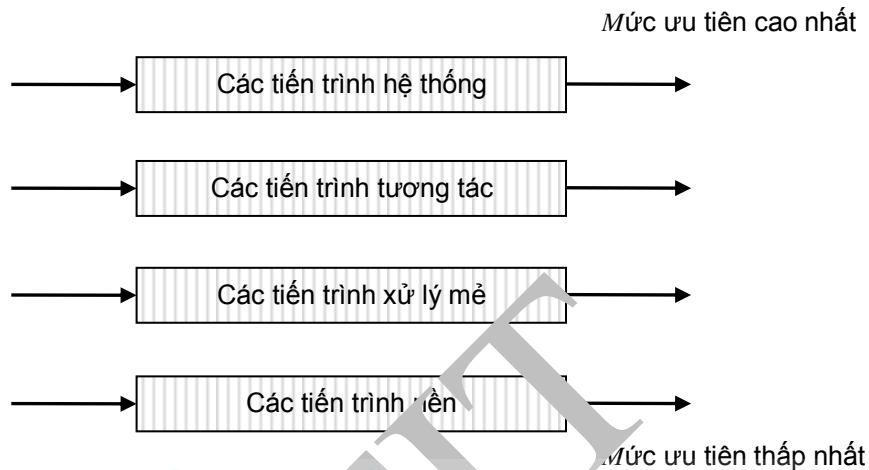 Mức ưu tiên cao nhất
Các tiến trình hệ thống
Các tiến trình tương tác
Các tiến trình xử lý mẻ
Các tiến trình nền
Mức ưu tiên thấp nhất